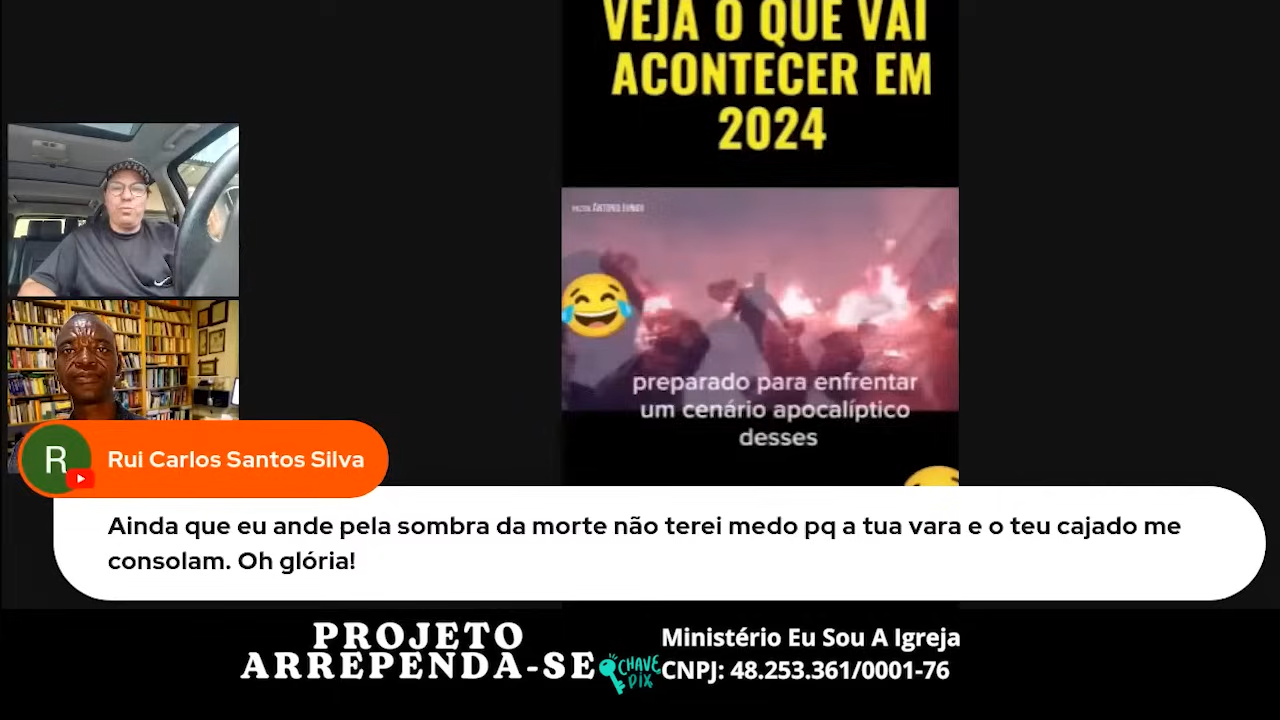 VEJA O QUE VAI
ACONTECER EM
2024
preparado para enfrentar
um cenário apocalíptico
desses
R
Rui Carlos Santos Silva
Ainda que eu ande pela sombra da morte não terei medo pq a tua vara e o teu cajado me
consolam. Oh glória!
PROJETO
ARREPENDA-SE
CHAVE
PIX
Ministério Eu Sou A Igreja
CNPJ: 48.253.361/0001-76